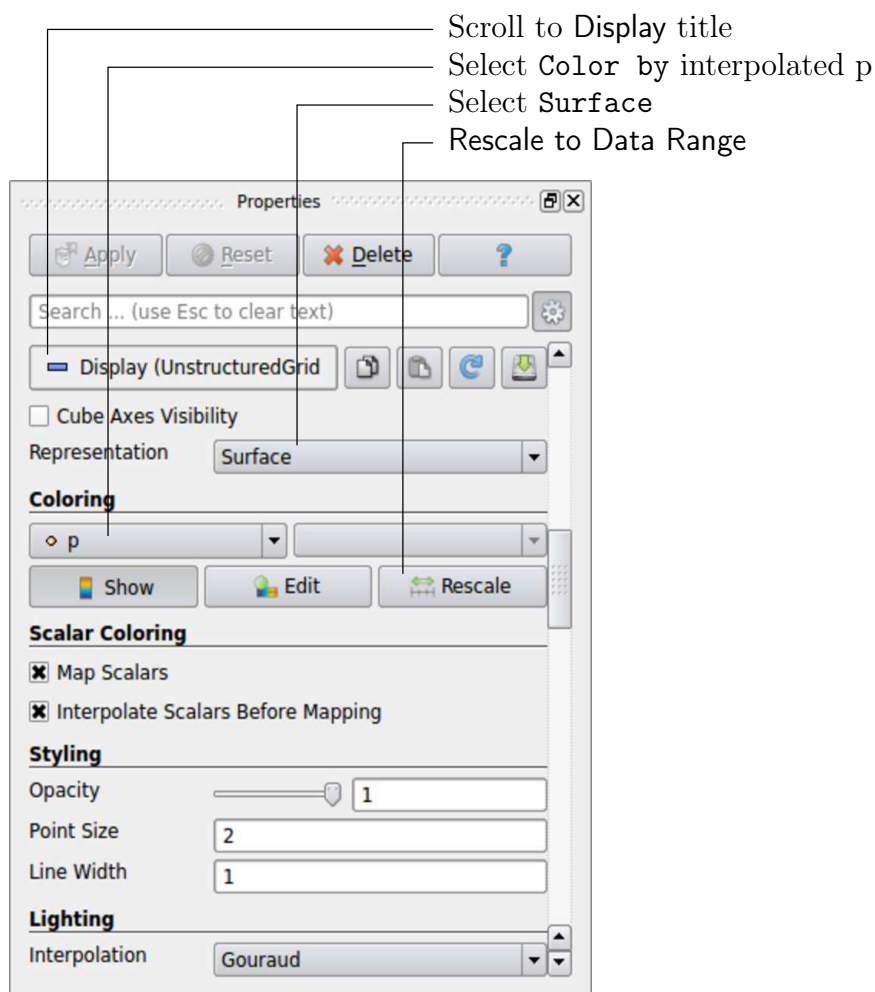 Scroll to Display title
Select Color by interpolated p
Select Surface
Rescale to Data Range
Properties
Apply Reset Delete ?
Search ... (use Esc to clear text)
Display (UnstructuredGrid
Cube Axes Visibility
Representation Surface
Coloring
p
Show Edit Rescale
Scalar Coloring
Map Scalars
Interpolate Scalars Before Mapping
Styling
Opacity 1
Point Size 2
Line Width 1
Lighting
Interpolation Gouraud